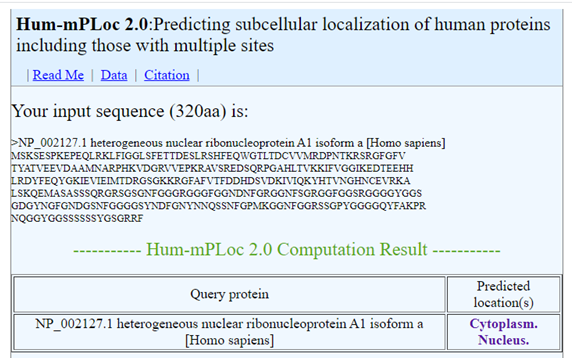 Hum-mPLoc 2.0:Predicting subcellular localization of human proteins
including those with multiple sites
| Read Me | Data | Citation |
Your input sequence (320aa) is:
>NP_002127.1 heterogeneous nuclear ribonucleoprotein A1 isoform a [Homo sapiens]
MSKSESPKEPEQLRKLFIGGLSFETTDESLRSHFEQWGTLTDCVVMRDPNTKRSRGFGFV
TYATVEEVDAAMNARPHKVDGRVVEPKRAVSREDSQRPGAHLTVKKIFVGGIKEDTEEHH
LRDYFEQYGKIEVIEIMTDRGSGKKRGFAFVTFDDHDSVDKIVIQKYHTVNGHNCEVRKA
LSKQEMASASSSQRGRSGSGNFGGGRGGGFGGNDNFGRGGNFSGRGGFGGSRGGGGYGGS
GDGYNGFGNDGSNFGGGGSYNDFGNYNNQSSNFGPMKGGNFGGRSSGPYGGGGQYFAKPR
NQGGYGGSSSSSSYGSGRRF
----------- Hum-mPLoc 2.0 Computation Result -----------
Query protein
Predicted
location(s)
NP_002127.1 heterogeneous nuclear ribonucleoprotein A1 isoform a
[Homo sapiens]
Cytoplasm.
Nucleus.